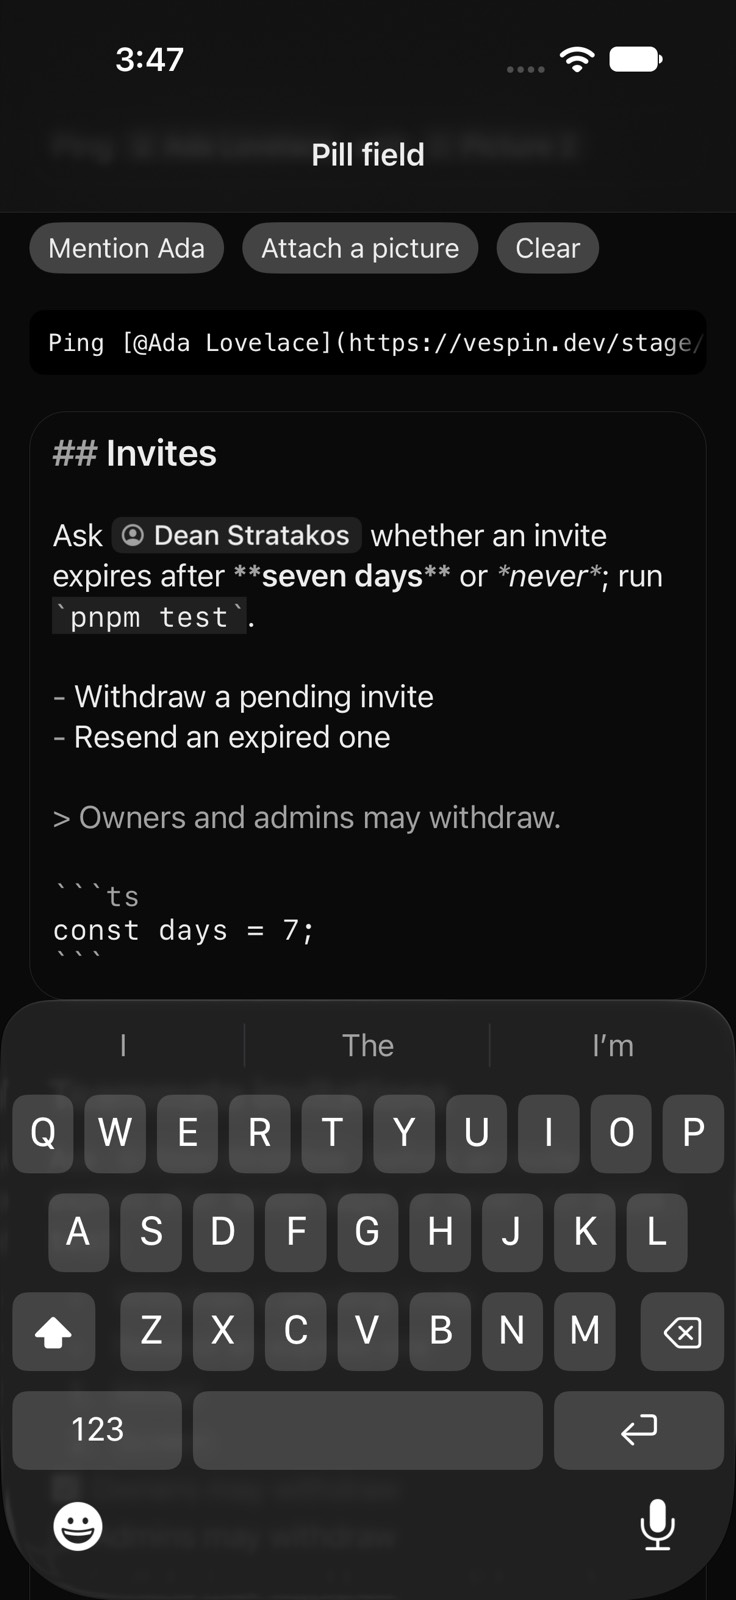 3:47
Pill field
Mention Ada
Attach a picture
Clear
Ping [@Ada Lovelace](https://vespin.dev/stage/
## Invites
Ask Dean Stratakos whether an invite
expires after **seven days** or *never*; run
`pnpm test`.
- Withdraw a pending invite
- Resend an expired one
> Owners and admins may withdraw.
```ts
const days = 7;
```
I
The
I’m
Q W E R T Y U I O P
A S D F G H J K L
Z X C V B N M
123